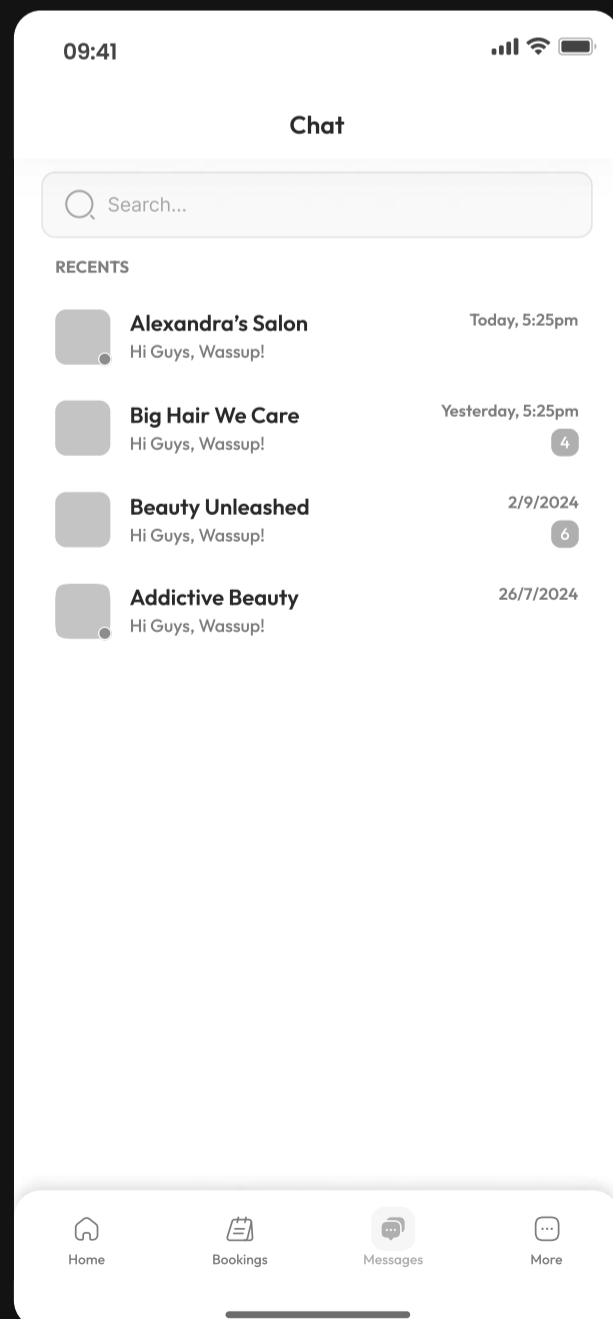 09:41
Chat
Search...
RECENTS
Alexandra's Salon
Today, 5:25pm
Hi Guys, Wassup!
Big Hair We Care
Yesterday, 5:25pm
Hi Guys, Wassup!
4
Beauty Unleashed
2/9/2024
Hi Guys, Wassup!
6
Addictive Beauty
26/7/2024
Hi Guys, Wassup!
Home
Bookings
Messages
More